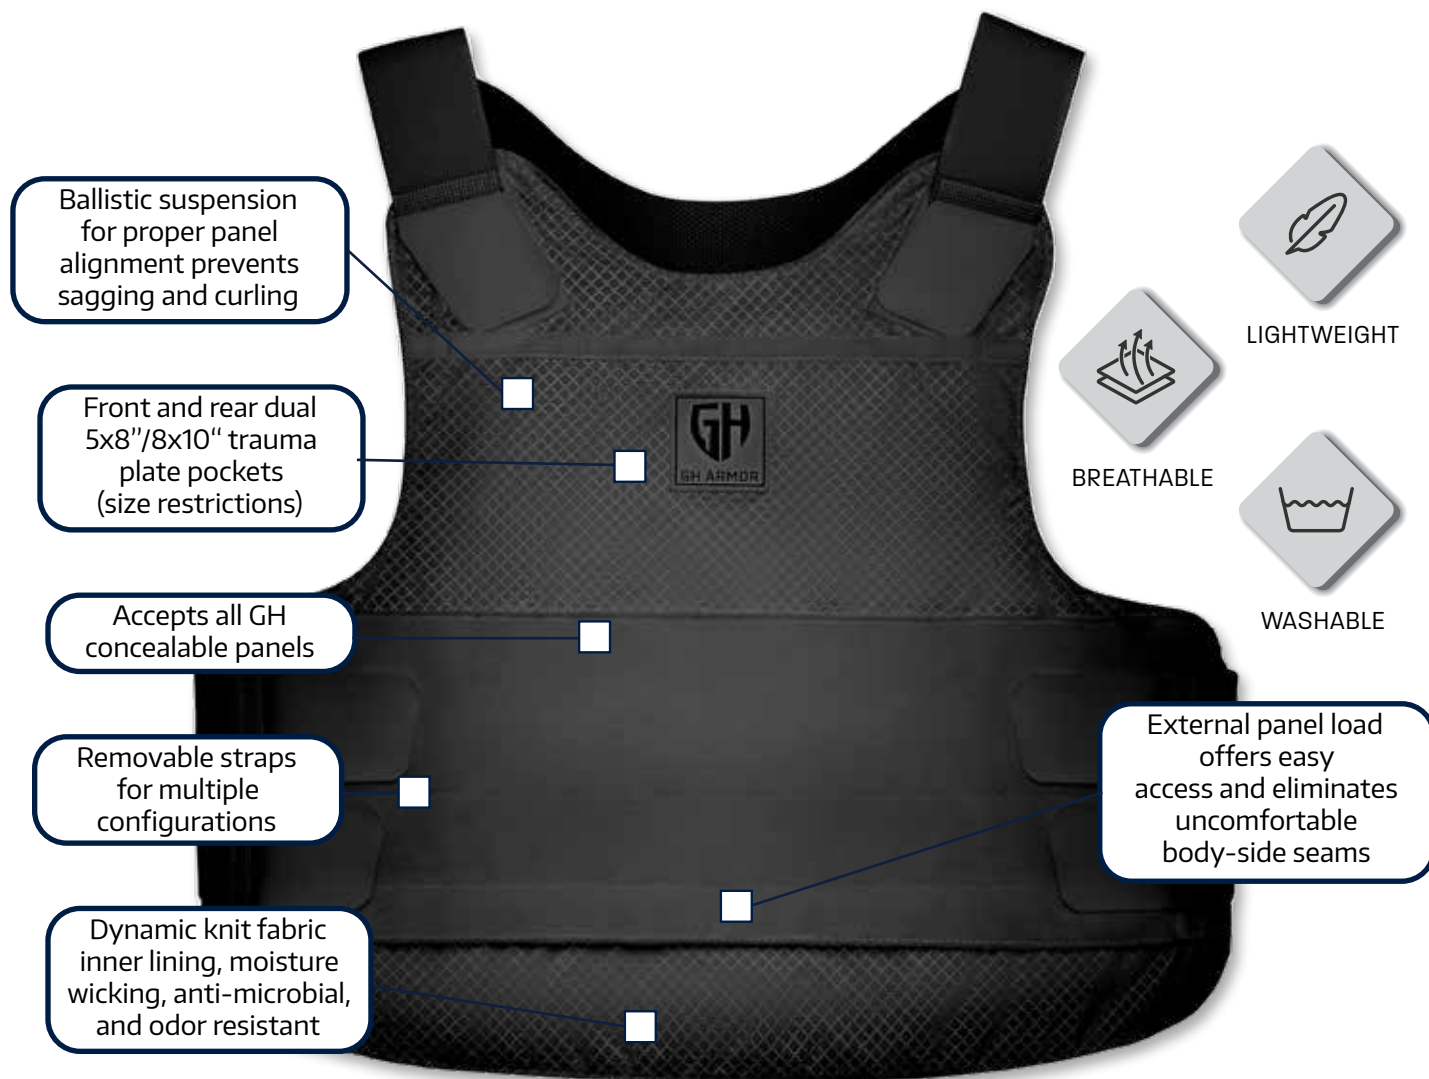 Ballistic suspension
for proper panel
alignment prevents
sagging and curling
Front and rear dual
5x8”/8x10“ trauma
plate pockets
(size restrictions)
Accepts all GH
concealable panels
Removable straps
for multiple
configurations
Dynamic knit fabric
inner lining, moisture
wicking, anti-microbial,
and odor resistant
GH
GH ARMOR
LIGHTWEIGHT
BREATHABLE
WASHABLE
External panel load
offers easy
access and eliminates
uncomfortable
body-side seams